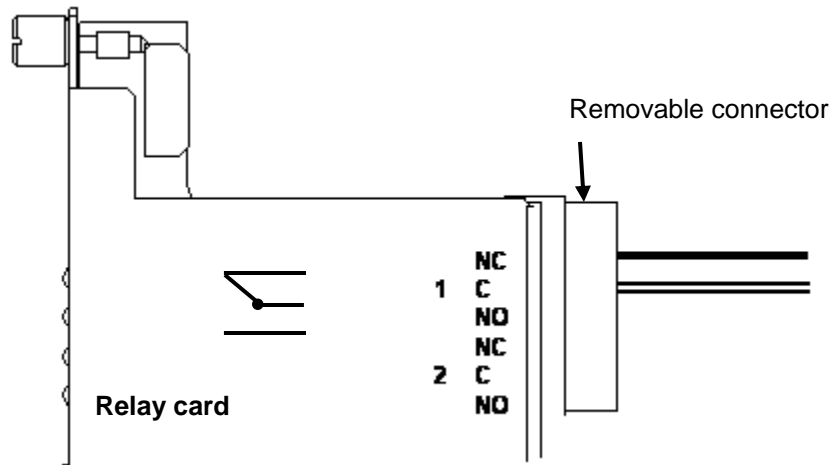 Removable connector
NC
1 C
NO
NC
2 C
NO
Relay card